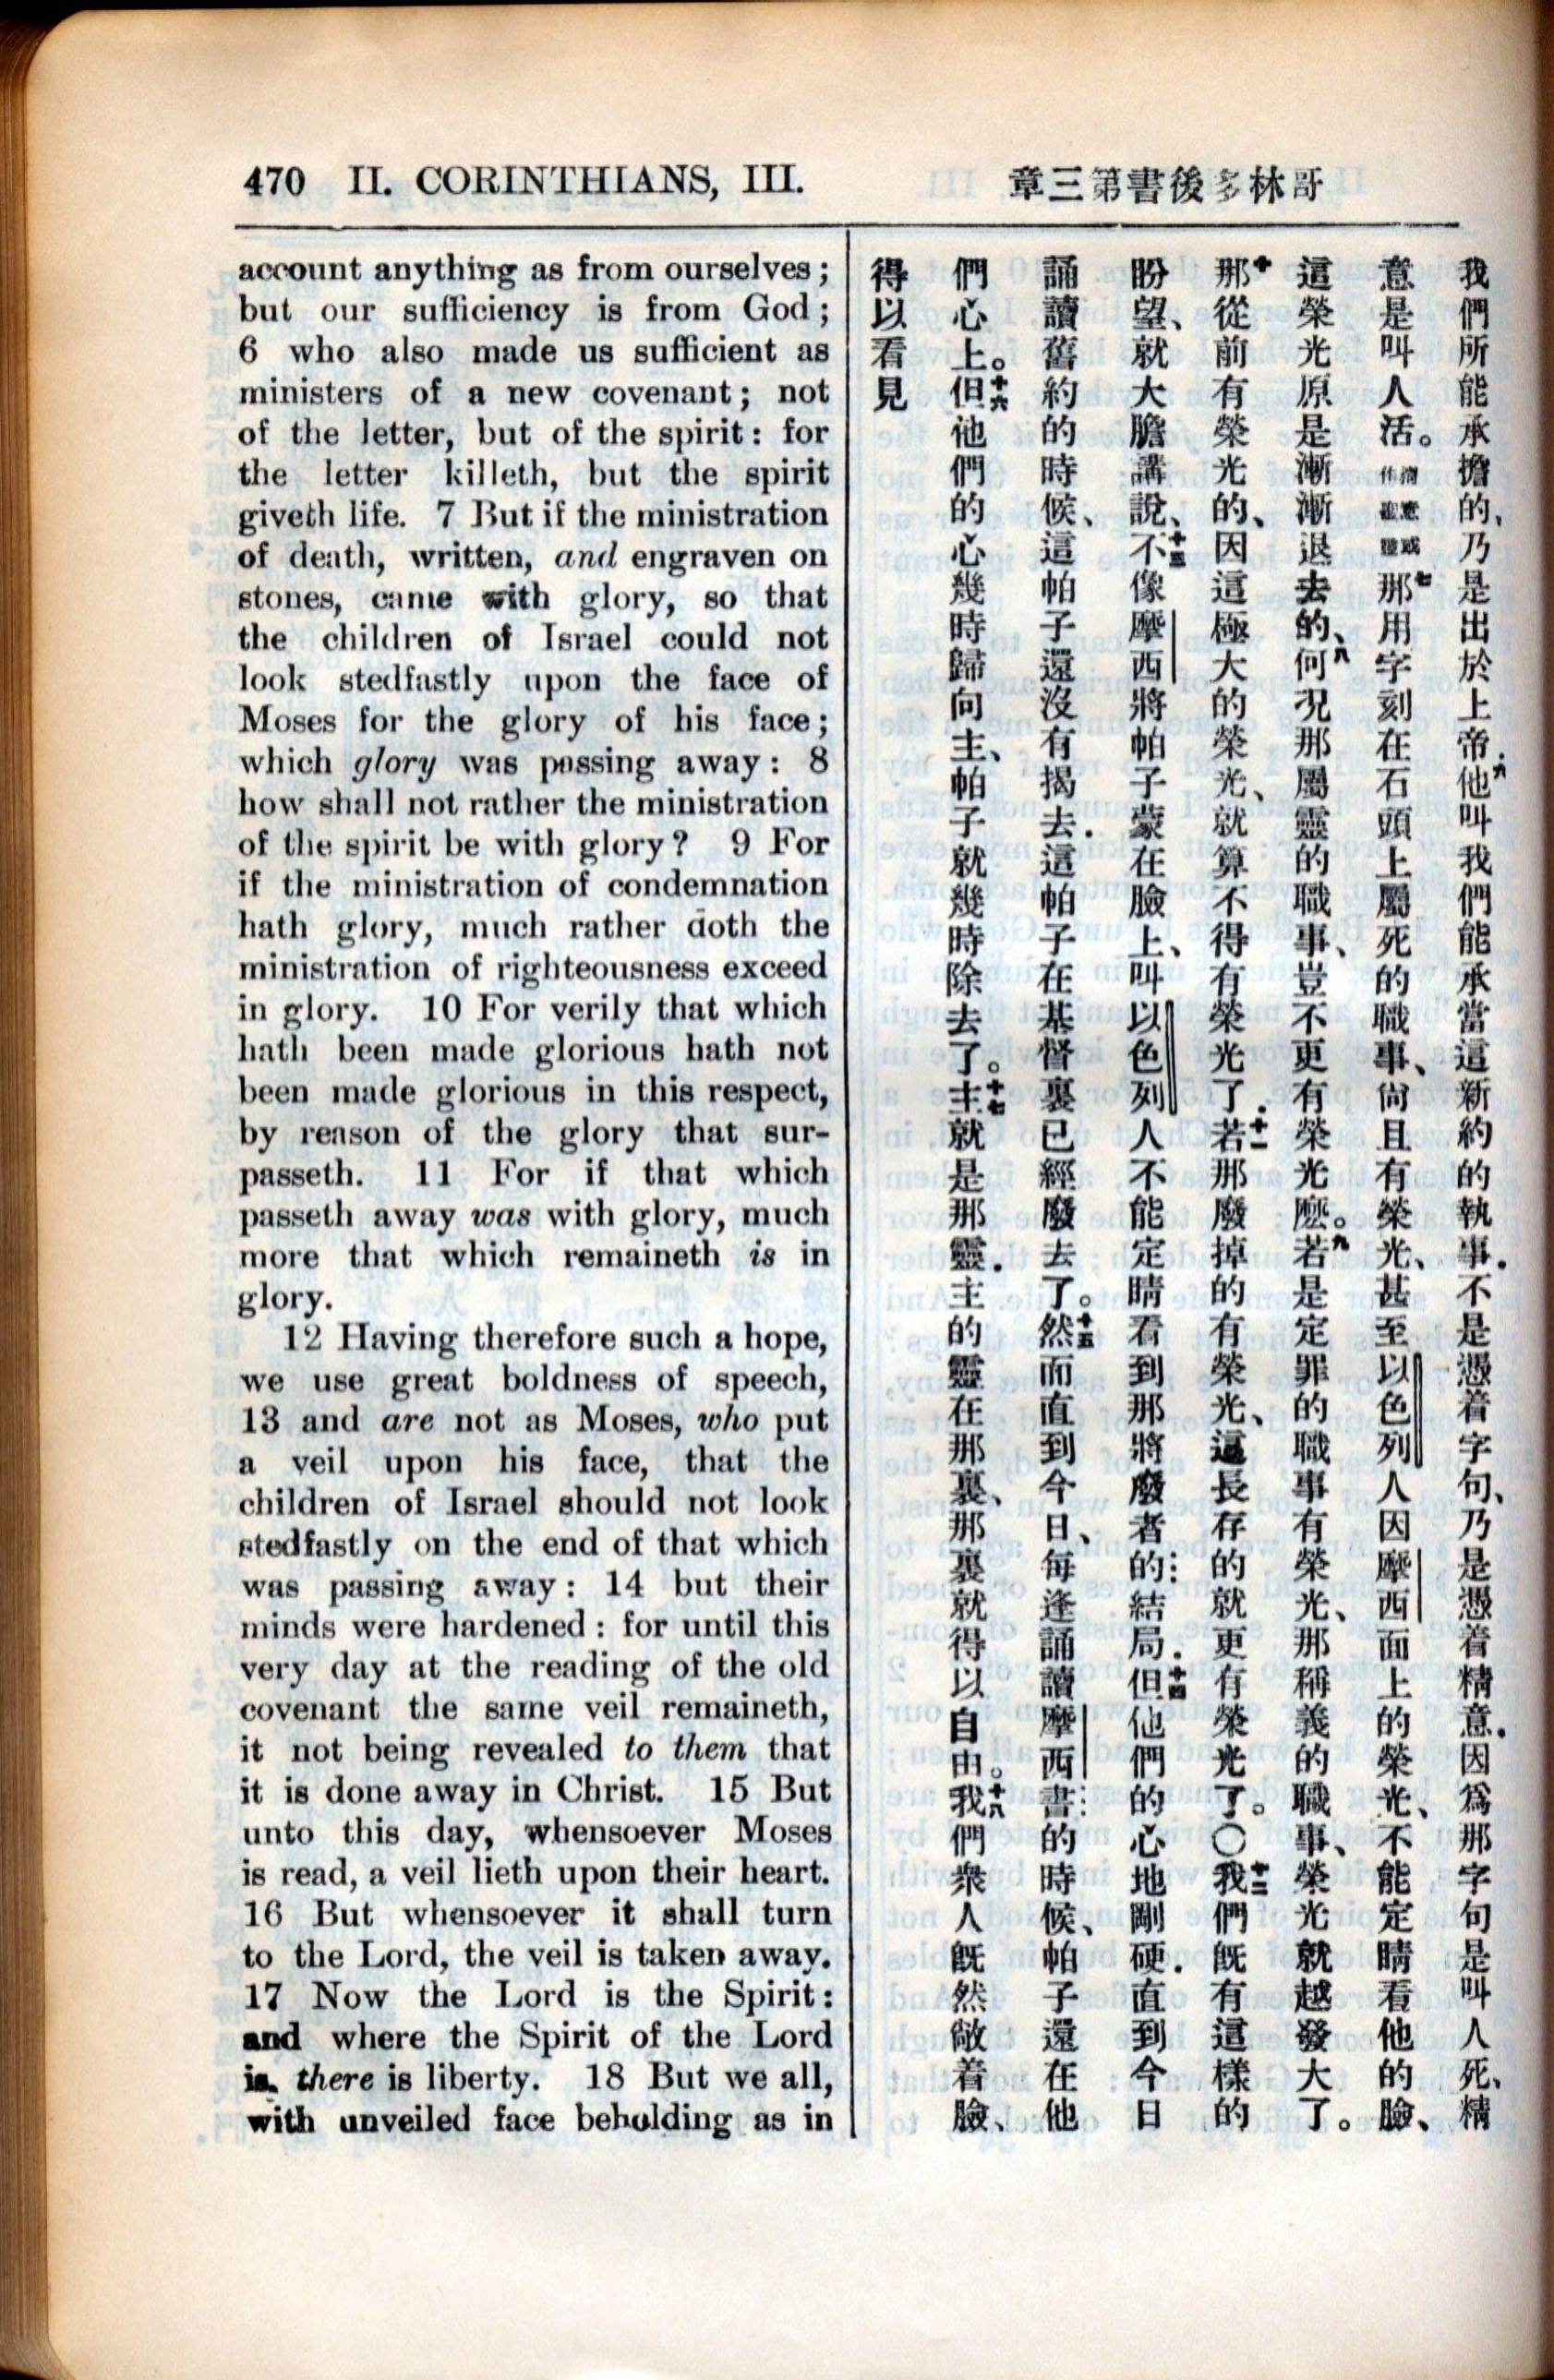 470 II. CORINTHIANS, III.
哥林多後書第三章
account anything as from ourselves;
but our sufficiency is from God;
6 who also made us sufficient as
ministers of a new covenant; not
of the letter, but of the spirit: for
the letter killeth, but the spirit
giveth life. 7 But if the ministration
of death, written, and engraven on
stones, came with glory, so that
the children of Israel could not
look stedfastly upon the face of
Moses for the glory of his face;
which glory was passing away: 8
how shall not rather the ministration
of the spirit be with glory? 9 For
if the ministration of condemnation
hath glory, much rather doth the
ministration of righteousness exceed
in glory. 10 For verily that which
hath been made glorious hath not
been made glorious in this respect,
by reason of the glory that sur-
passeth. 11 For if that which
passeth away was with glory, much
more that which remaineth is in
glory.
12 Having therefore such a hope,
we use great boldness of speech,
13 and are not as Moses, who put
a veil upon his face, that the
children of Israel should not look
stedfastly on the end of that which
was passing away: 14 but their
minds were hardened: for until this
very day at the reading of the old
covenant the same veil remaineth,
it not being revealed to them that
it is done away in Christ. 15 But
unto this day, whensoever Moses
is read, a veil lieth upon their heart.
16 But whensoever it shall turn
to the Lord, the veil is taken away.
17 Now the Lord is the Spirit:
and where the Spirit of the Lord
is, there is liberty. 18 But we all,
with unveiled face beholding as in
我們所能承擔的、乃是出於上帝．六他叫我們能承當這新約的執事．不是憑着字句、乃是憑着精意．因爲那字句是叫人死、精
意是叫人活。精意或作聖靈七那用字刻在石頭上屬死的職事、尚且有榮光、甚至以色列人因摩西面上的榮光、不能定睛看他的臉、
這榮光原是漸漸退去的、八何況那屬靈的職事、豈不更有榮光麽。九若是定罪的職事有榮光、那稱義的職事、榮光就越發大了。
十那從前有榮光的、因這極大的榮光、就算不得有榮光了．十一若那廢掉的有榮光、這長存的就更有榮光了。○十二我們既有這樣的
盼望、就大膽講說、十三不像摩西將帕子蒙在臉上、叫以色列人不能定睛看到那將廢者的結局．十四但他們的心地剛硬．直到今日
誦讀舊約的時候、這帕子還沒有揭去．這帕子在基督裏已經廢去了。十五然而直到今日、每逢誦讀摩西書的時候、帕子還在他
們心上。十六但他們的心幾時歸向主、帕子就幾時除去了。十七主就是那靈．主的靈在那裏、那裏就得以自由。十八我們衆人既然敞着臉、
得以看見